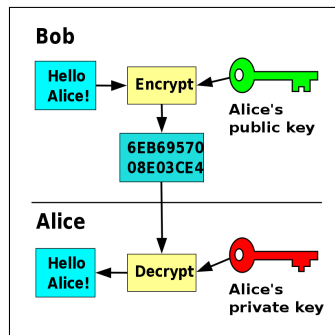 Bob
Hello
Alice!
Encrypt
Alice's
public key
6EB69570
08E03CE4
Alice
Hello
Alice!
Decrypt
Alice's
private key